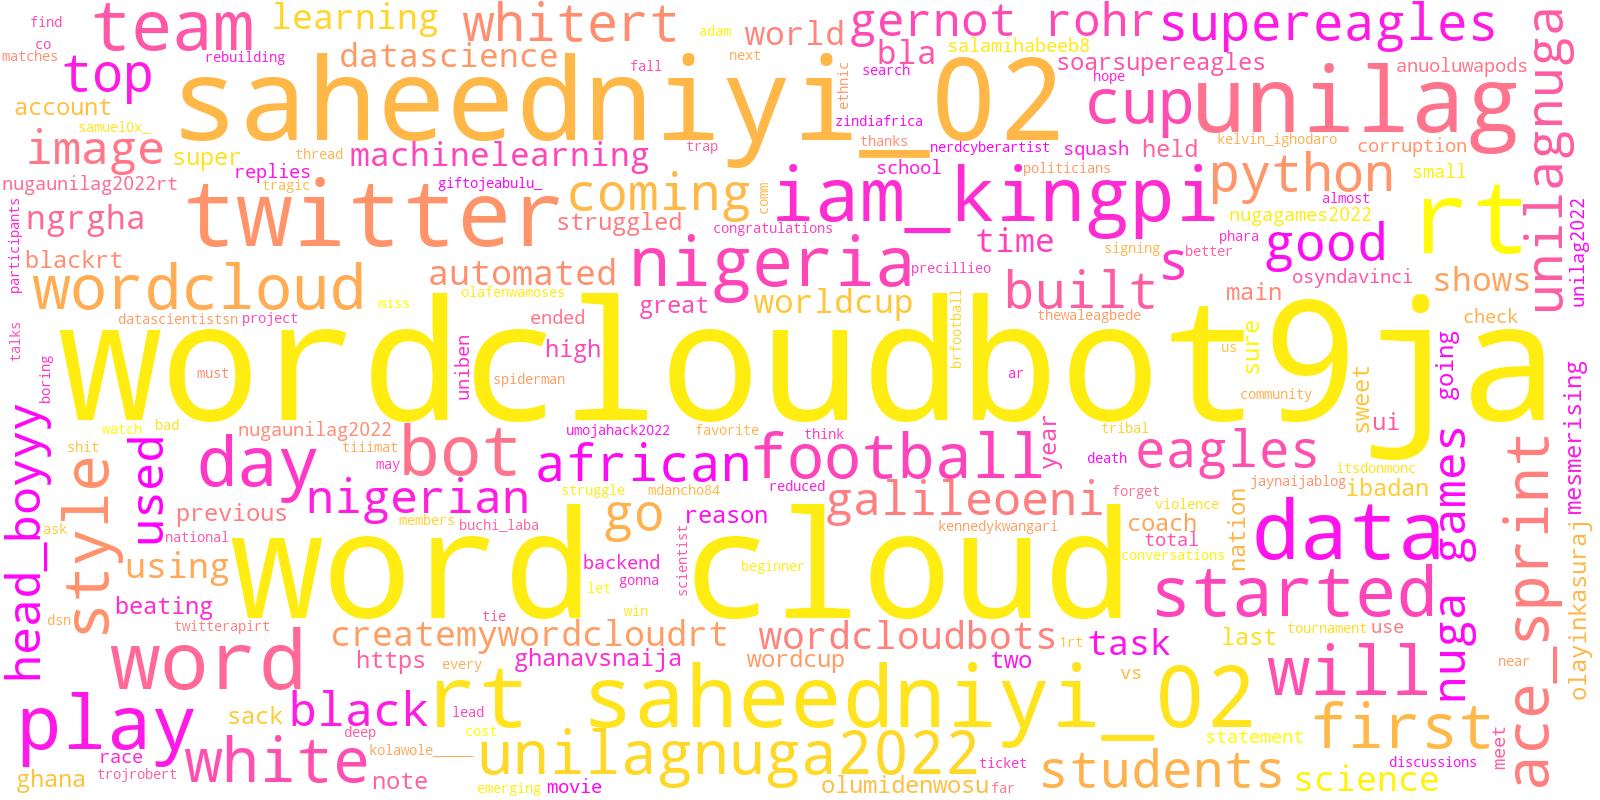 find
team
learning
whitert
adam
world
gernot rohr
supereagles
unilagnuga
co
matches
top
rebuilding
datascience
fall
next
search
bla
salamihabeeb8
soarsupereagles
hope
anuoluwapods
account
samuel0x_
saheedniyi_02
ethnic
zindiafrica
cup
unilag
image
super
thread
machinelearning
trap
thanks
nerdcyberartist
squash
held
kelvin_ighodaro
corruption
nugaunilag2022rt
replies
tragic
giftojeabulu_
coming
comm
school
politicians
python
small
participants
ngrgha
twitter
struggled
iam_kingpi
congratulations
time
signing
almost
nugagames2022
rt
unilag2022
blackrt
automated
nigeria
precillieo
s
better
phara
good
osyndavinci
shows
wordcloud
miss
olafenwamoses
great
worldcup
built
main
datascientistsn
project
ended
thewaleagbede
check
talks
boring
wordcloudbot9ja
uniben
high
spiderman
must
brfootball
ar
us
sure
community
sweet
going
mesmerising
head_boyyy
watch
bad
nugaunilag2022
tiiimat
umojahack2022
favorite
think
year
tribal
ui
shit
style
used
day
may
bot
african
football
death
eagles
itsdonmonc
jaynaijablog
ibadan
nigerian
struggle
mdancho84
reduced
galileoeni
forget
violence
nation
games
ace_sprint
previous
members
buchi_laba
go
reason
kennedykwangari
coach
data
ask
national
using
word cloud
backend
gonna
let
scientist
beginner
total
conversations
started
olayinkasuraj
beating
dsn
twitterapirt
tie
win
createmywordcloudrt
wordcloudbots
1rt
task
last
tournament
use
nuga
word
https
every
ghanavsnaija
wordcup
two
vs
will
near
play
sack
black
lead
rt saheedniyi_02
statement
first
meet
race
deep
cost
ghana
trojrobert
white
kolawole____
note
unilagnuga2022
ticket
students
discussions
emerging
movie
olumidenwosu
far
science